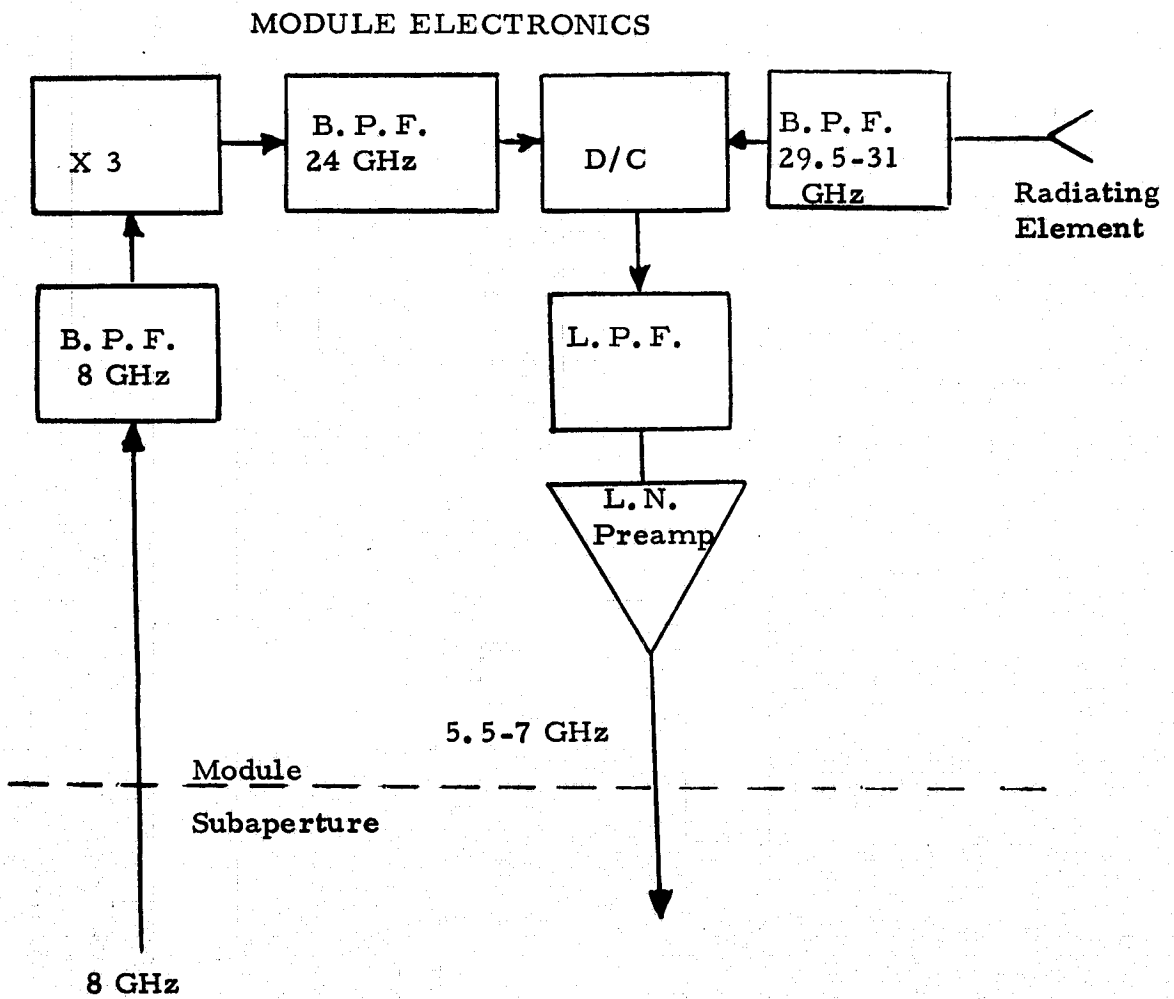 MODULE ELECTRONICS
X 3
B. P. F.
24 GHz
D/C
B. P. F.
29.5-31
GHz
Radiating
Element
B. P. F.
8 GHz
L. P. F.
L. N.
Preamp
5.5-7 GHz
Module
Subaperture
8 GHz